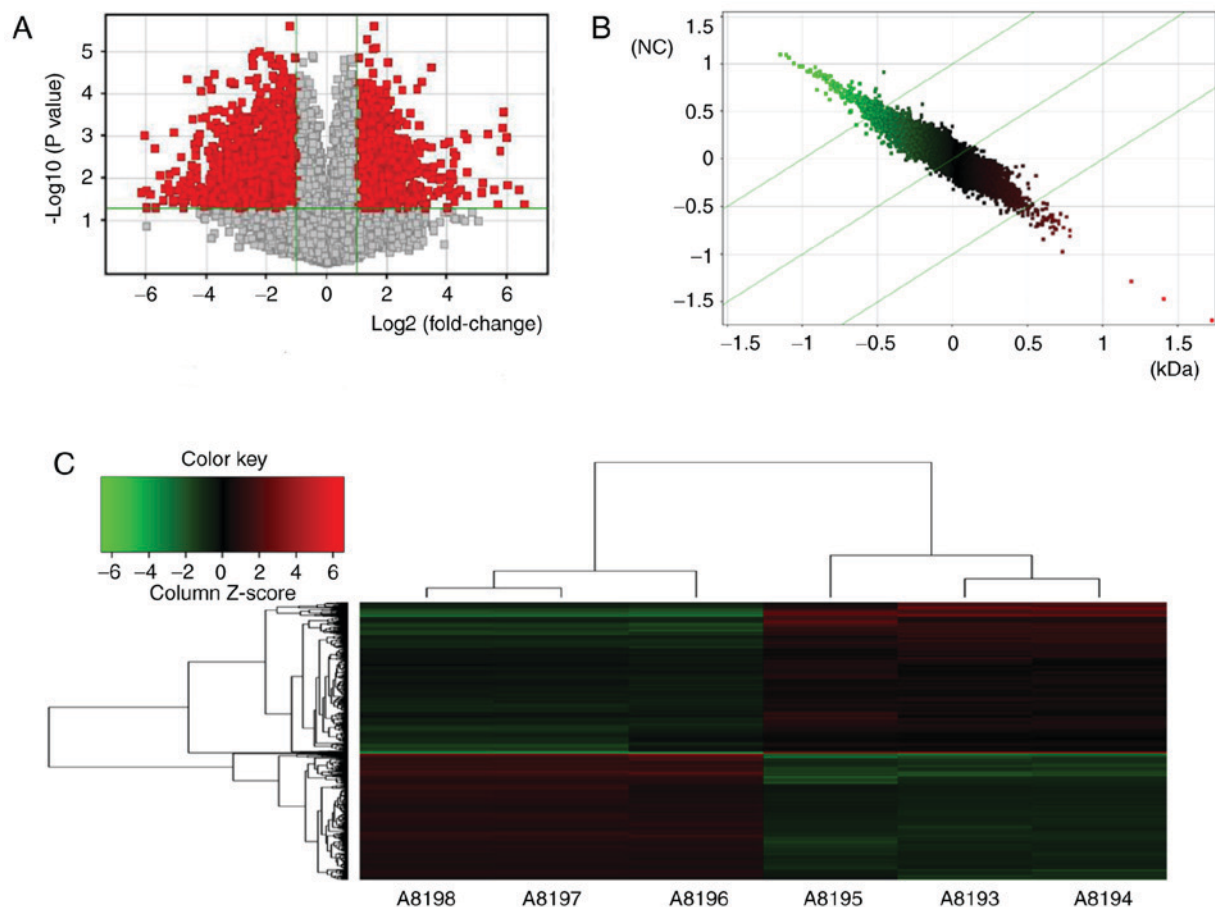 A
5
4
3
2
1
-Log10 (P value)
−6 −4 −2 0 2 4 6
Log2 (fold-change)
B
(NC)
1.5
1
0.5
0
−0.5
−1
−1.5
−1.5 −1 −0.5 0 0.5 1 1.5
(kDa)
C
Color key
−6 −4 −2 0 2 4 6
Column Z-score
A8198 A8197 A8196 A8195 A8193 A8194